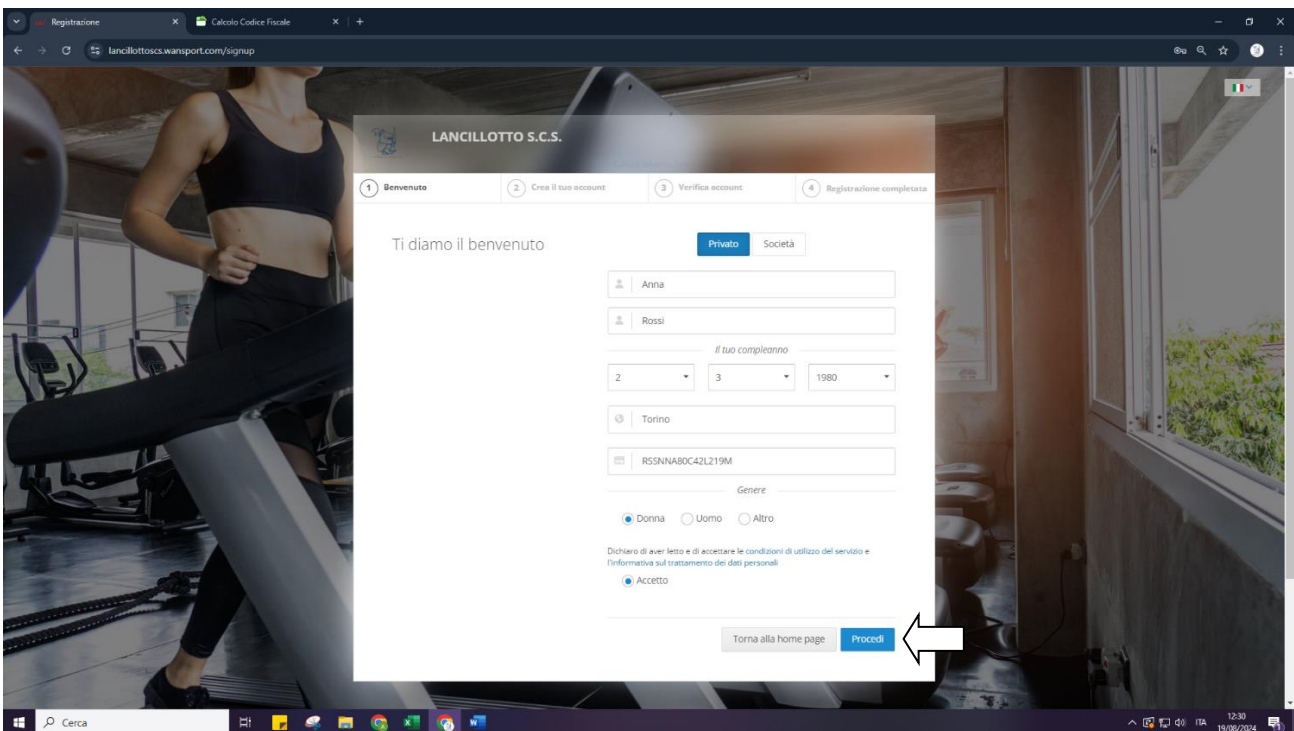 Registrazione
Calcolo Codice Fiscale
lancillottoscs.wansport.com/signup
LANCILLOTTO S.C.S.
1 Benvenuto
2 Crea il tuo account
3 Verifica account
4 Registrazione completata
Ti diamo il benvenuto
Privato Società
Anna
Rossi
Il tuo compleanno
2 3 1980
Torino
RSSNNA80C42L219M
Genere
Donna Uomo Altro
Dichiaro di aver letto e di accettare le condizioni di utilizzo del servizio e
l'informativa sul trattamento dei dati personali
Accetto
Torna alla home page Procedi
Cerca
ITA
12:30
19/08/2024